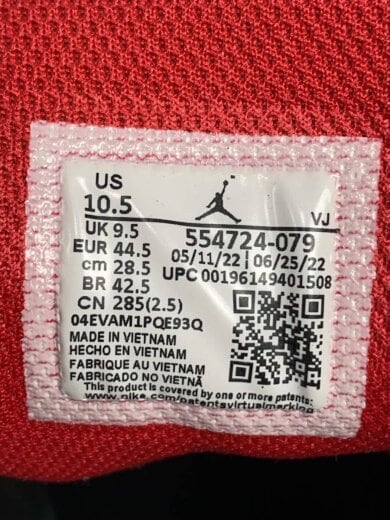 US
10.5
UK 9.5
EUR 44.5
cm 28.5
BR 42.5
CN 285(2.5)
04EVAM1PQE93Q
MADE IN VIETNAM
HECHO EN VIETNAM
FABRIQUE AU VIETNAM
FABRICADO NO VIETNÃ
This product is covered by one or more patents:
www.nike.com/patentsvirtualmarking
VJ
554724-079
05/11/22 | 06/25/22
UPC 00196149401508